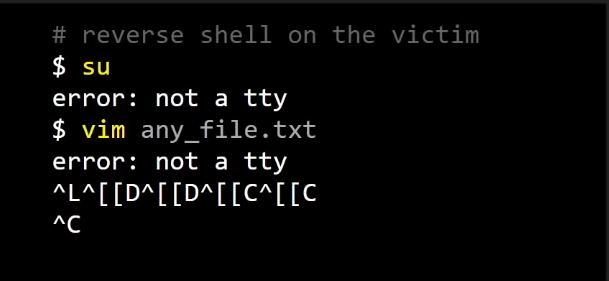 # reverse shell on the victim
$ su
error: not a tty
$ vim any_file.txt
error: not a tty
^L^[[D^[[D^[[C^[[C
^C